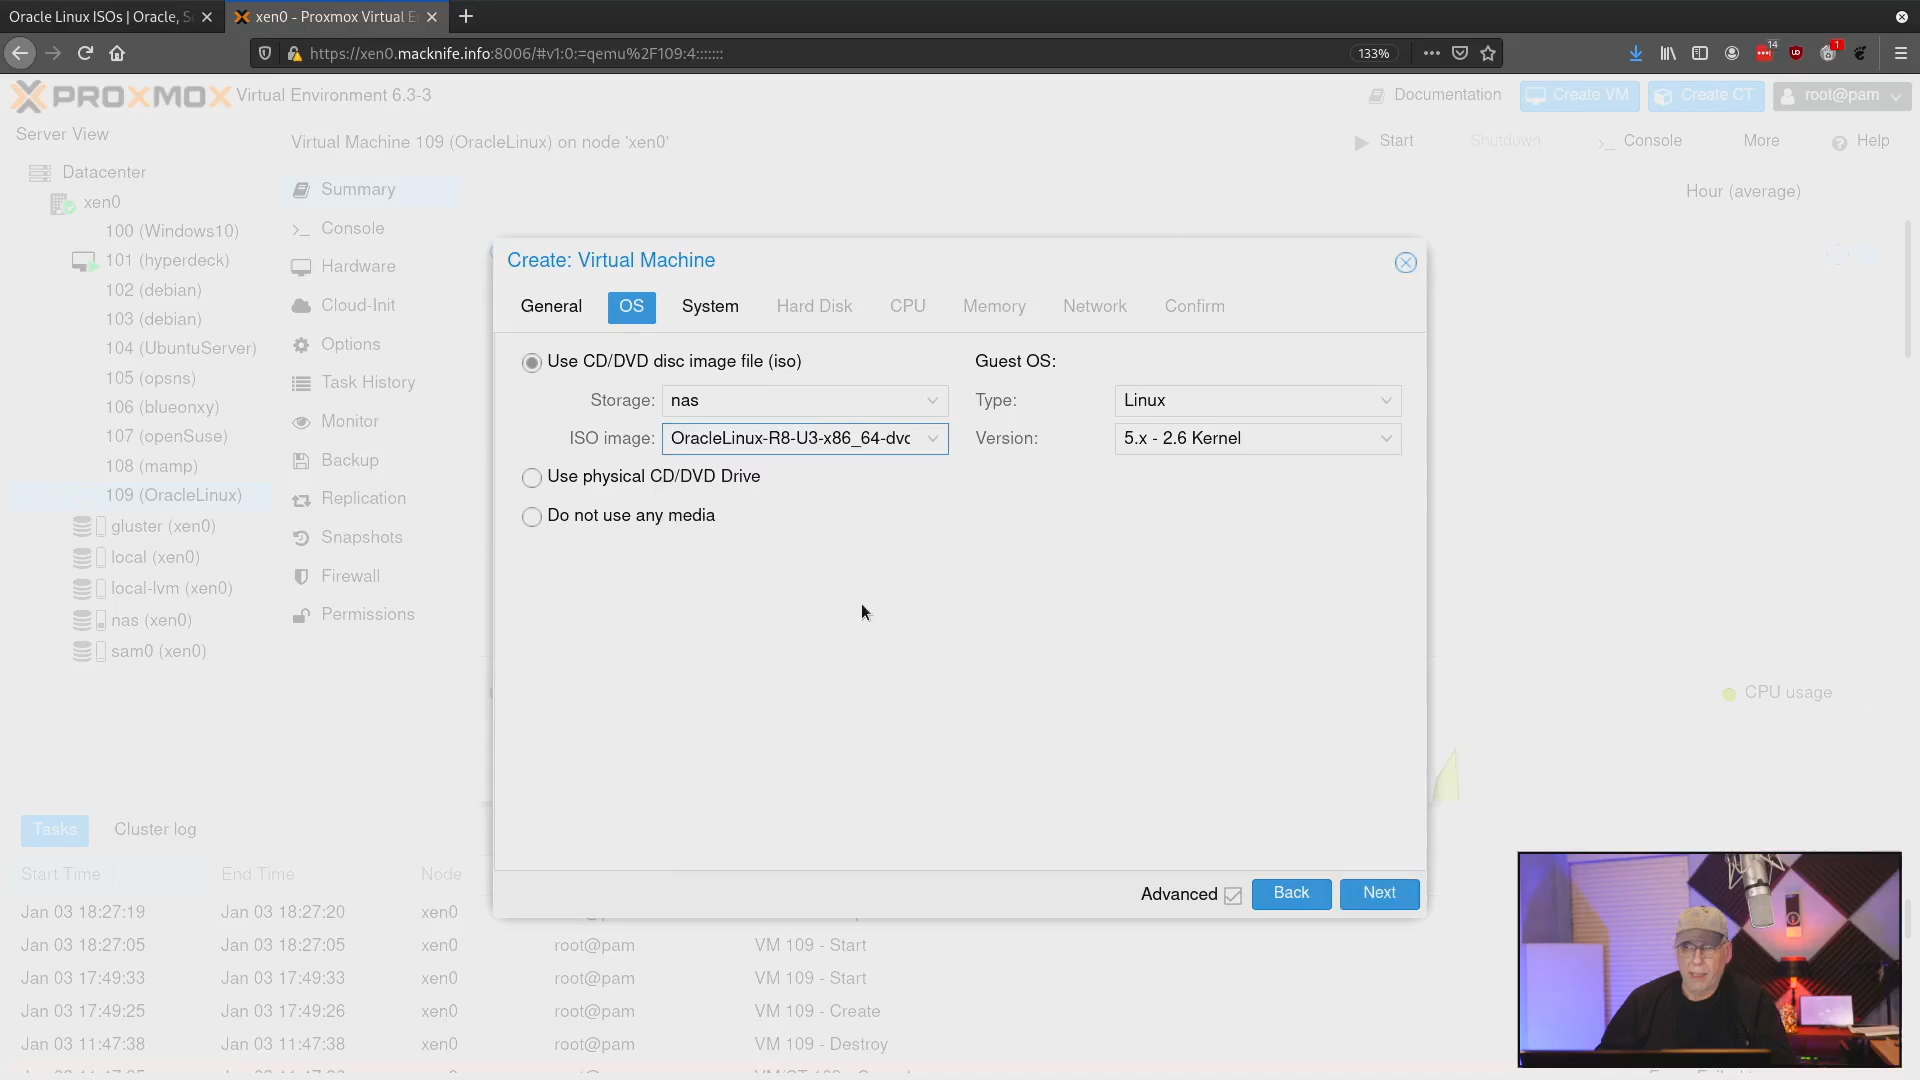 Oracle Linux ISOs | Oracle, S
xen0 - Proxmox Virtual E
https://xen0.macknife.info:8006/#v1:0:=qemu%2F109:4:::::::
133%
14
1
PROXMOX Virtual Environment 6.3-3
Documentation
Create VM
Create CT
root@pam
Server View
Virtual Machine 109 (OracleLinux) on node 'xen0'
Start
Shutdown
Console
More
Help
Datacenter
xen0
100 (Windows10)
101 (hyperdeck)
102 (debian)
103 (debian)
104 (UbuntuServer)
105 (opsns)
106 (blueonxy)
107 (openSuse)
108 (mamp)
109 (OracleLinux)
gluster (xen0)
local (xen0)
local-lvm (xen0)
nas (xen0)
sam0 (xen0)
Summary
Console
Hardware
Cloud-Init
Options
Task History
Monitor
Backup
Replication
Snapshots
Firewall
Permissions
Hour (average)
CPU usage
Create: Virtual Machine
General
OS
System
Hard Disk
CPU
Memory
Network
Confirm
Use CD/DVD disc image file (iso)
Storage: nas
ISO image: OracleLinux-R8-U3-x86_64-dvd
Use physical CD/DVD Drive
Do not use any media
Guest OS:
Type: Linux
Version: 5.x - 2.6 Kernel
Advanced
Back
Next
Tasks
Cluster log
Start Time
End Time
Node
Jan 03 18:27:19 Jan 03 18:27:20 xen0
Jan 03 18:27:05 Jan 03 18:27:05 xen0 root@pam VM 109 - Start
Jan 03 17:49:33 Jan 03 17:49:33 xen0 root@pam VM 109 - Start
Jan 03 17:49:25 Jan 03 17:49:26 xen0 root@pam VM 109 - Create
Jan 03 11:47:38 Jan 03 11:47:38 xen0 root@pam VM 109 - Destroy